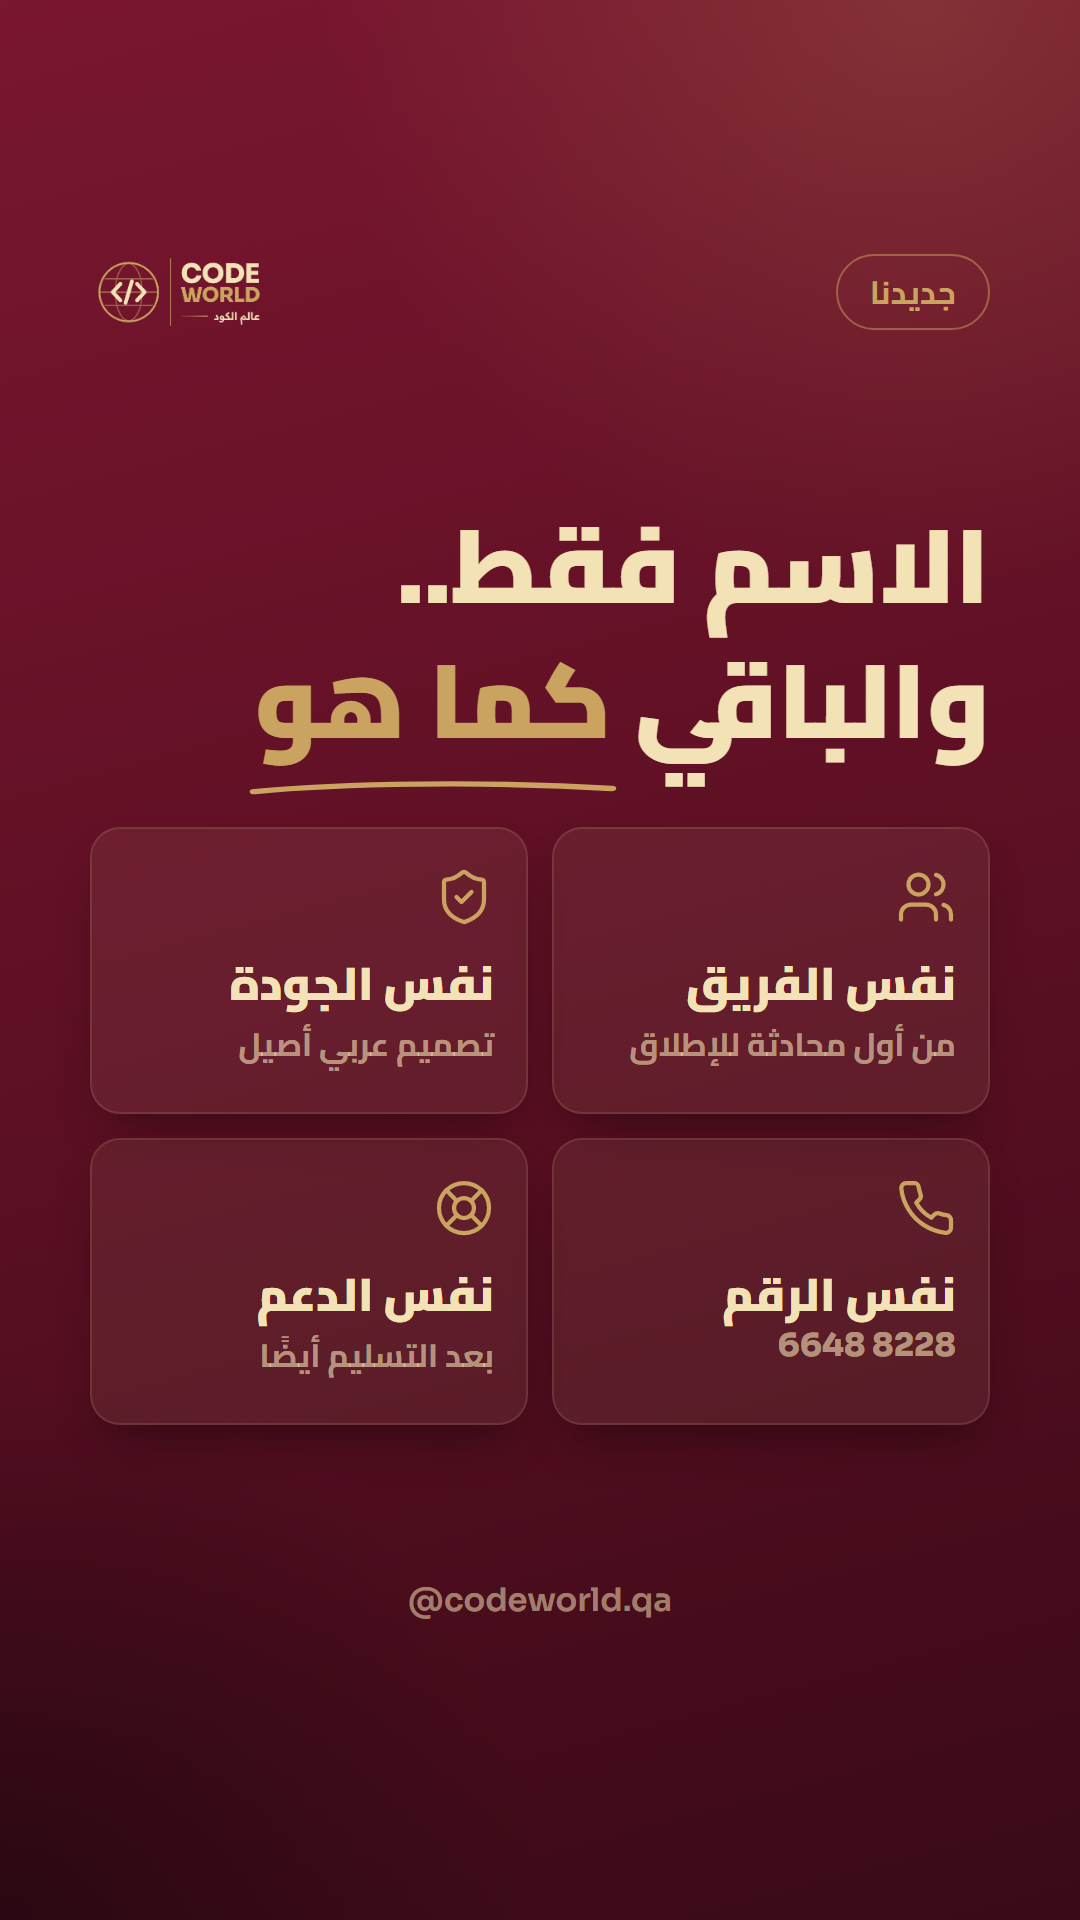 جديدنا
CODE
WORLD
عالم الكود
الاسم فقط..
والباقي كما هو
نفس الفريق
من أول محادثة للإطلاق
نفس الجودة
تصميم عربي أصيل
نفس الرقم
6648 8228
نفس الدعم
بعد التسليم أيضًا
@codeworld.qa